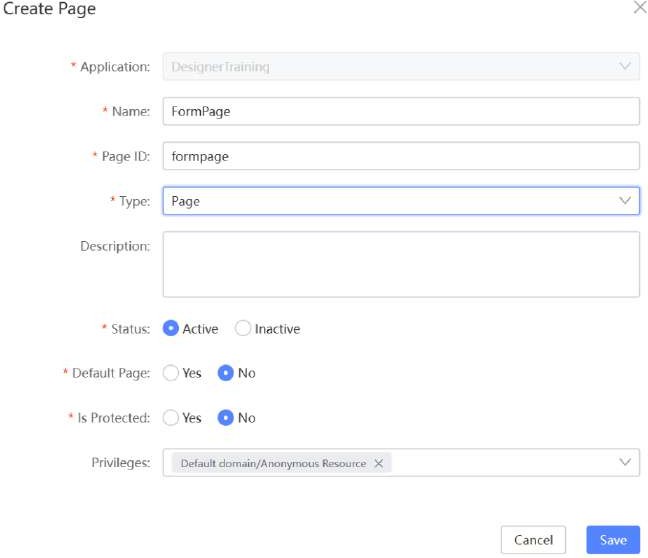 Create Page
* Application: DesignerTraining
* Name: FormPage
* Page ID: formpage
* Type: Page
Description:
* Status: Active Inactive
* Default Page: Yes No
* Is Protected: Yes No
Privileges: Default domain/Anonymous Resource
Cancel Save